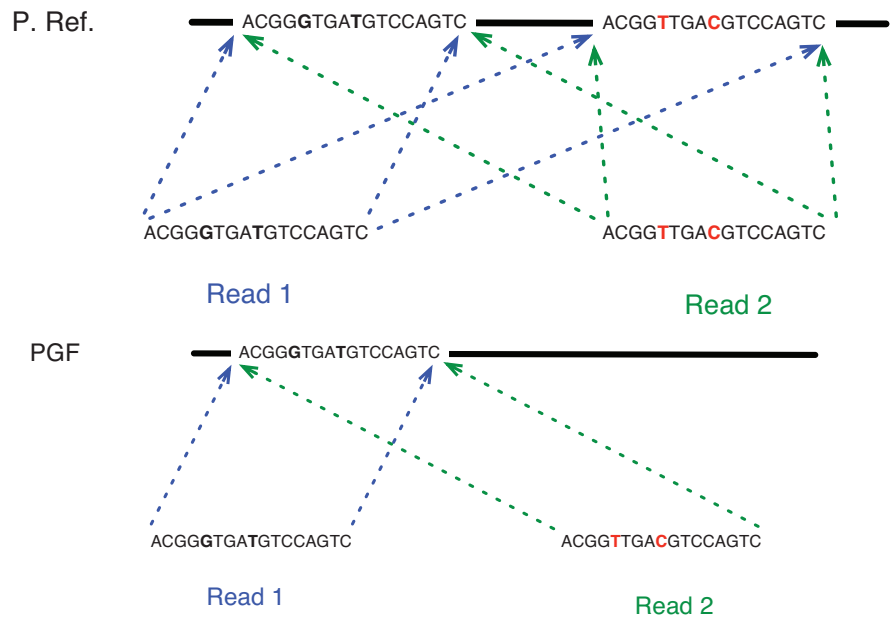 P. Ref.
ACGGGTGATGTCCAGTC ACGGTTGACGTCCAGTC
ACGGGTGATGTCCAGTC ACGGTTGACGTCCAGTC
Read 1 Read 2
PGF
ACGGGTGATGTCCAGTC
ACGGGTGATGTCCAGTC ACGGTTGACGTCCAGTC
Read 1 Read 2